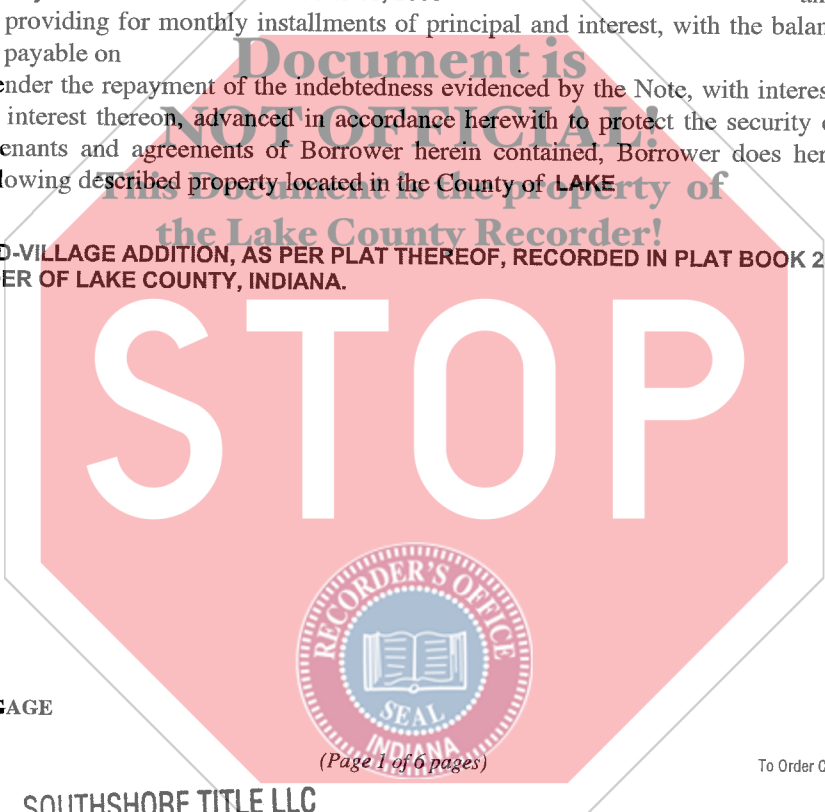 providing for monthly installments of principal and interest, with the balan
payable on
Document is
ender the repayment of the indebtedness evidenced by the Note, with interes
interest thereon, advanced in accordance herewith to protect the security
NOT OFFICIAL!
enants and agreements of Borrower herein contained, Borrower does her
lowing described property located in the County of LAKE
This Document is the property of
the Lake County Recorder!
D-VILLAGE ADDITION, AS PER PLAT THEREOF, RECORDED IN PLAT BOOK 2
ER OF LAKE COUNTY, INDIANA.
STOP
RECORDER'S OFFICE
SEAL
INDIANA
GAGE
(Page 1 of 6 pages)
To Order C
SOUTHSHORE TITLE LLC